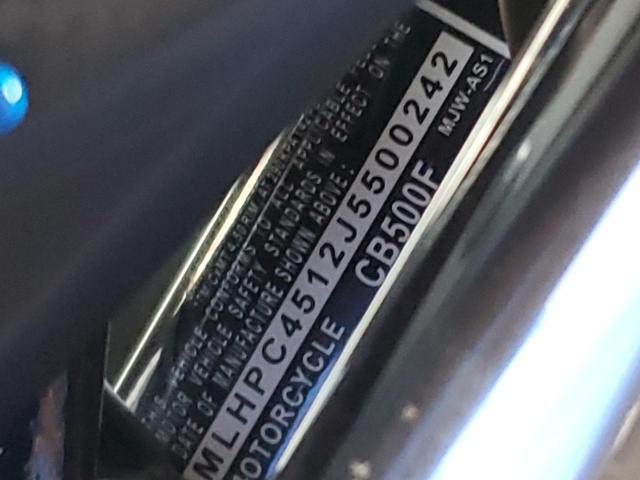 THIS VEHICLE CONFORMS TO ALL APPLICABLE
MOTOR VEHICLE SAFETY STANDARDS IN EFFECT ON THE
DATE OF MANUFACTURE SHOWN ABOVE.
MLHPC4512J5500242
MOTORCYCLE CB500F MJW-AS1